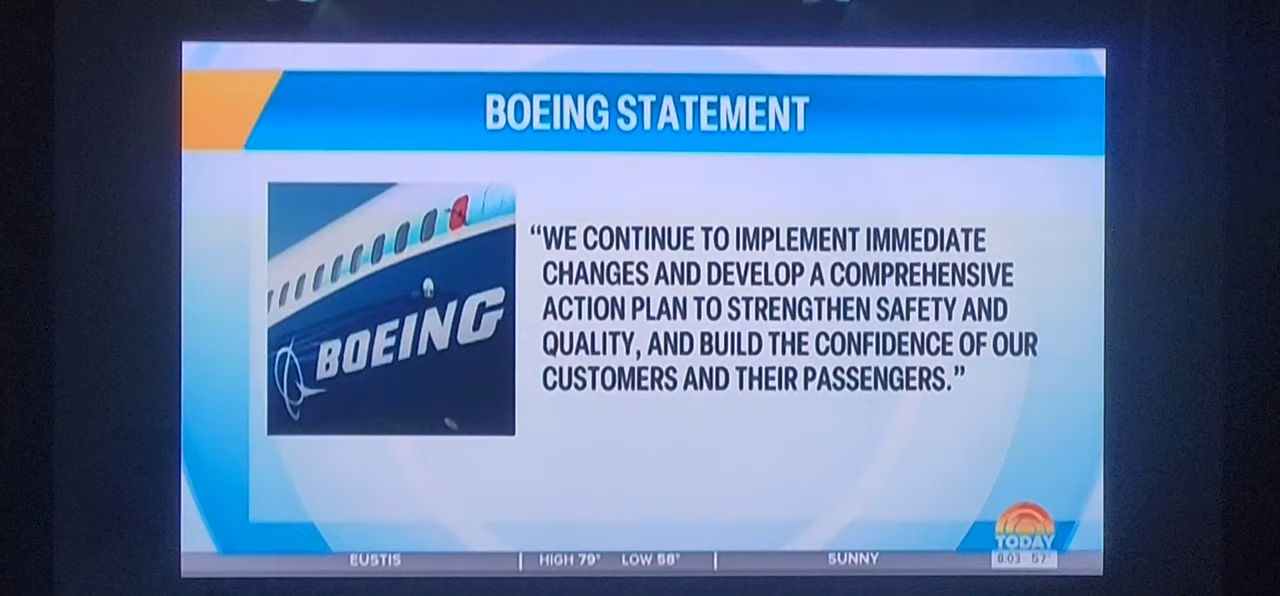 BOEING STATEMENT
“WE CONTINUE TO IMPLEMENT IMMEDIATE
CHANGES AND DEVELOP A COMPREHENSIVE
ACTION PLAN TO STRENGTHEN SAFETY AND
QUALITY, AND BUILD THE CONFIDENCE OF OUR
CUSTOMERS AND THEIR PASSENGERS.”
BOEING
TODAY
EUSTIS | HIGH 79° LOW 58° | SUNNY
8:03 57°